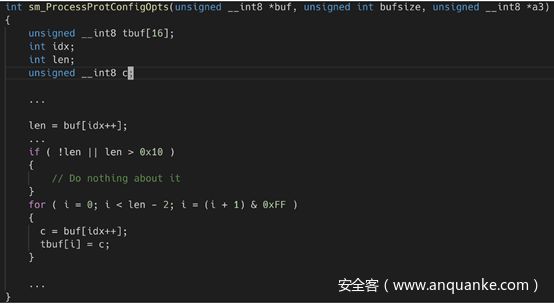 int sm_ProcessProtConfigOpts(unsigned __int8 *buf, unsigned int bufsize, unsigned __int8 *a3)
{
    unsigned __int8 tbuf[16];
    int idx;
    int len;
    unsigned __int8 c;

    ...

    len = buf[idx++];
    ...
    if ( !len || len > 0x10 )
    {
        // Do nothing about it
    }
    for ( i = 0; i < len - 2; i = (i + 1) & 0xFF )
    {
      c = buf[idx++];
      tbuf[i] = c;
    }

    ...
安全客（www.anquanke.com）
}